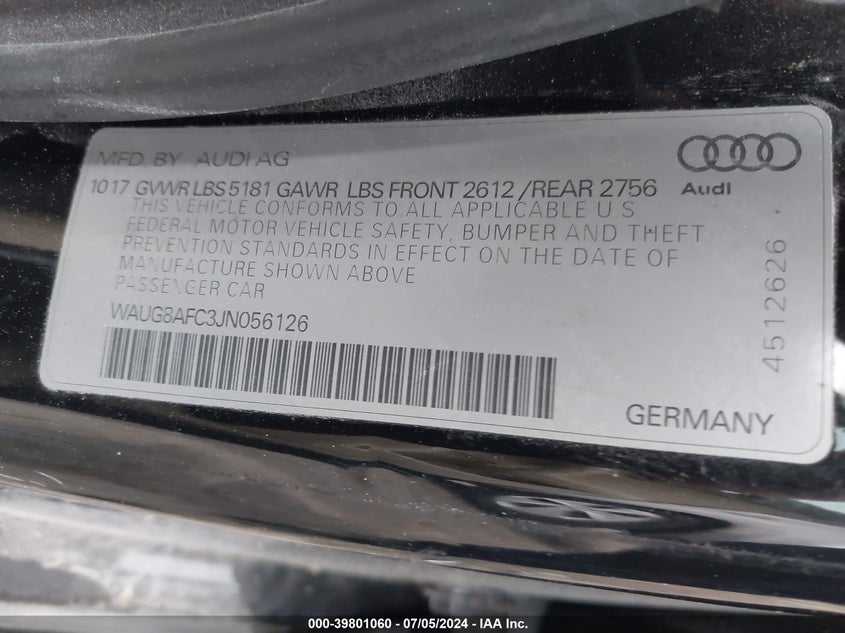 MFD. BY AUDI AG
1017 GVWR LBS 5181 GAWR LBS FRONT 2612 / REAR 2756
Audi
THIS VEHICLE CONFORMS TO ALL APPLICABLE U.S.
FEDERAL MOTOR VEHICLE SAFETY, BUMPER AND THEFT
PREVENTION STANDARDS IN EFFECT ON THE DATE OF
MANUFACTURE SHOWN ABOVE
PASSENGER CAR
WAUG8AFC3JN056126
4512626
GERMANY
000-39801060 - 07/05/2024 - IAA Inc.